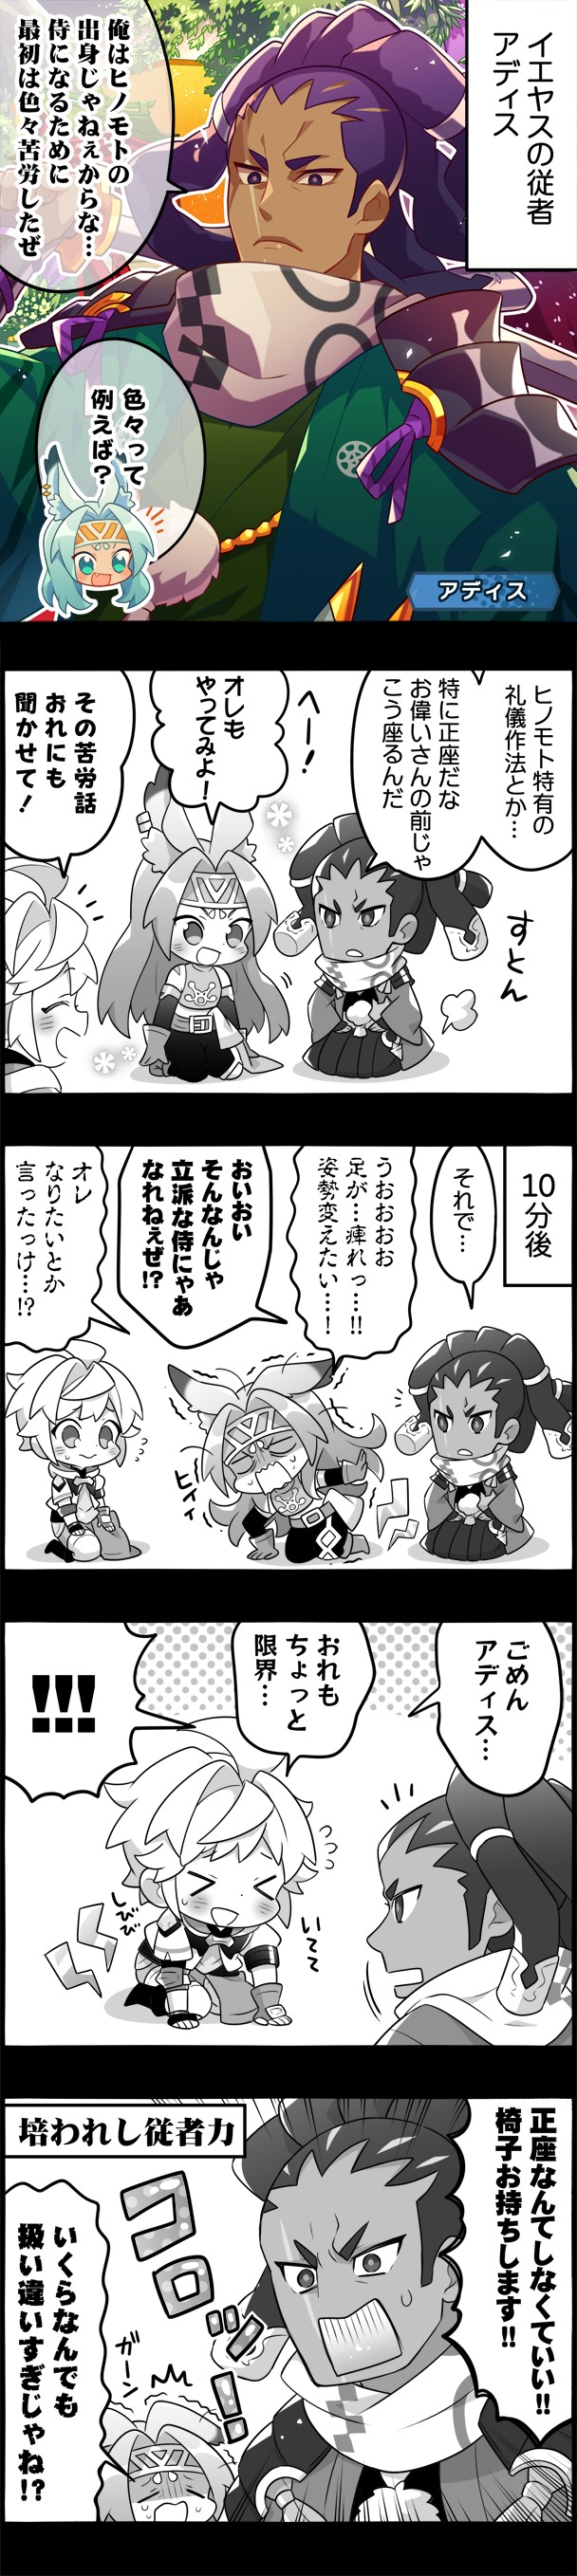 イエヤスの従者
アディス
俺はヒノモトの
出身じゃねぇからな…
侍になるために
最初は色々苦労したぜ
色々って
例えば？
アディス
ヒノモト特有の
礼儀作法とか…
特に正座だな
お偉いさんの前じゃ
こう座るんだ
すとん
へー！
オレも
やってみよ！
その苦労話
おれにも
聞かせて！
10分後
それで…
うおおおお
足が…痺れっ…!!
姿勢変えたい…！
おいおい
そんなんじゃ
立派な侍にゃあ
なれねぇぜ!?
オレ
なりたいとか
言ったっけ…!?
ヒィィ
ごめん
アディス…
おれも
ちょっと
限界…
!!!
いてて
しびび
正座なんてしなくていい!!
椅子お持ちします!!
培われし従者力
コロッ!!
いくらなんでも
扱い違いすぎじゃね!?
ガーン